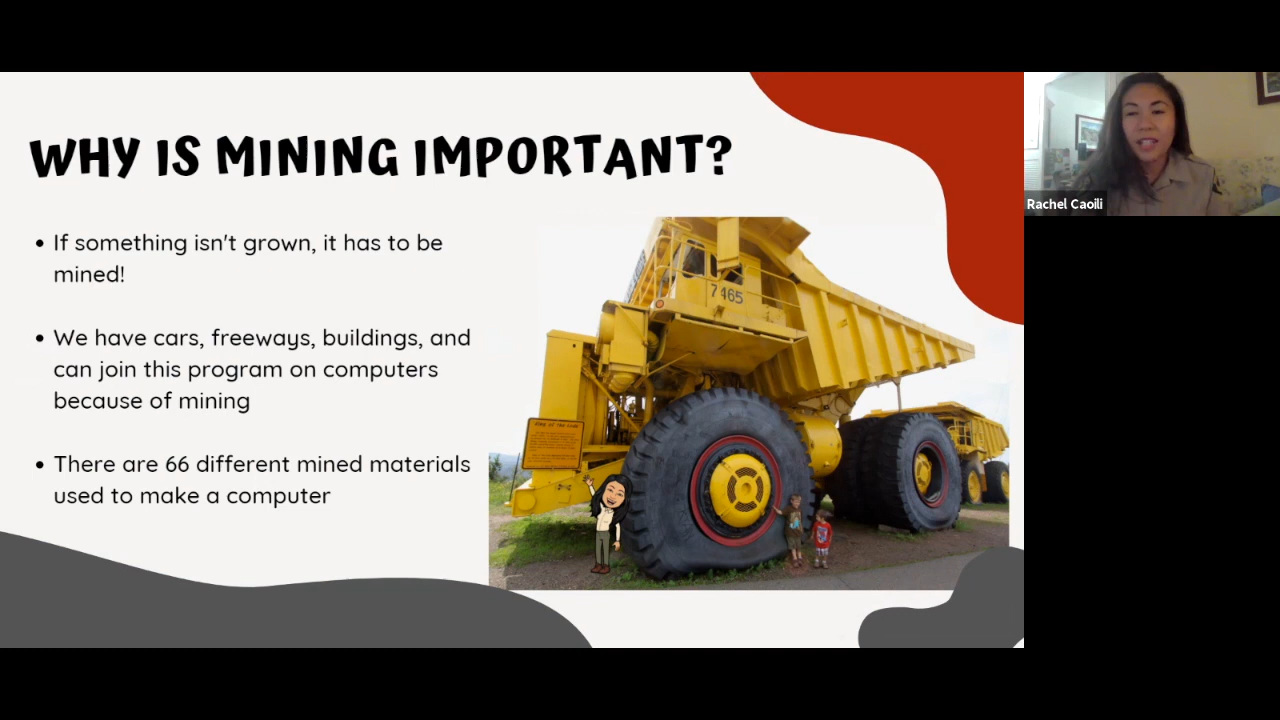 WHY IS MINING IMPORTANT?
• If something isn't grown, it has to be
mined!
• We have cars, freeways, buildings, and
can join this program on computers
because of mining
• There are 66 different mined materials
used to make a computer
7465
Rachel Caoili